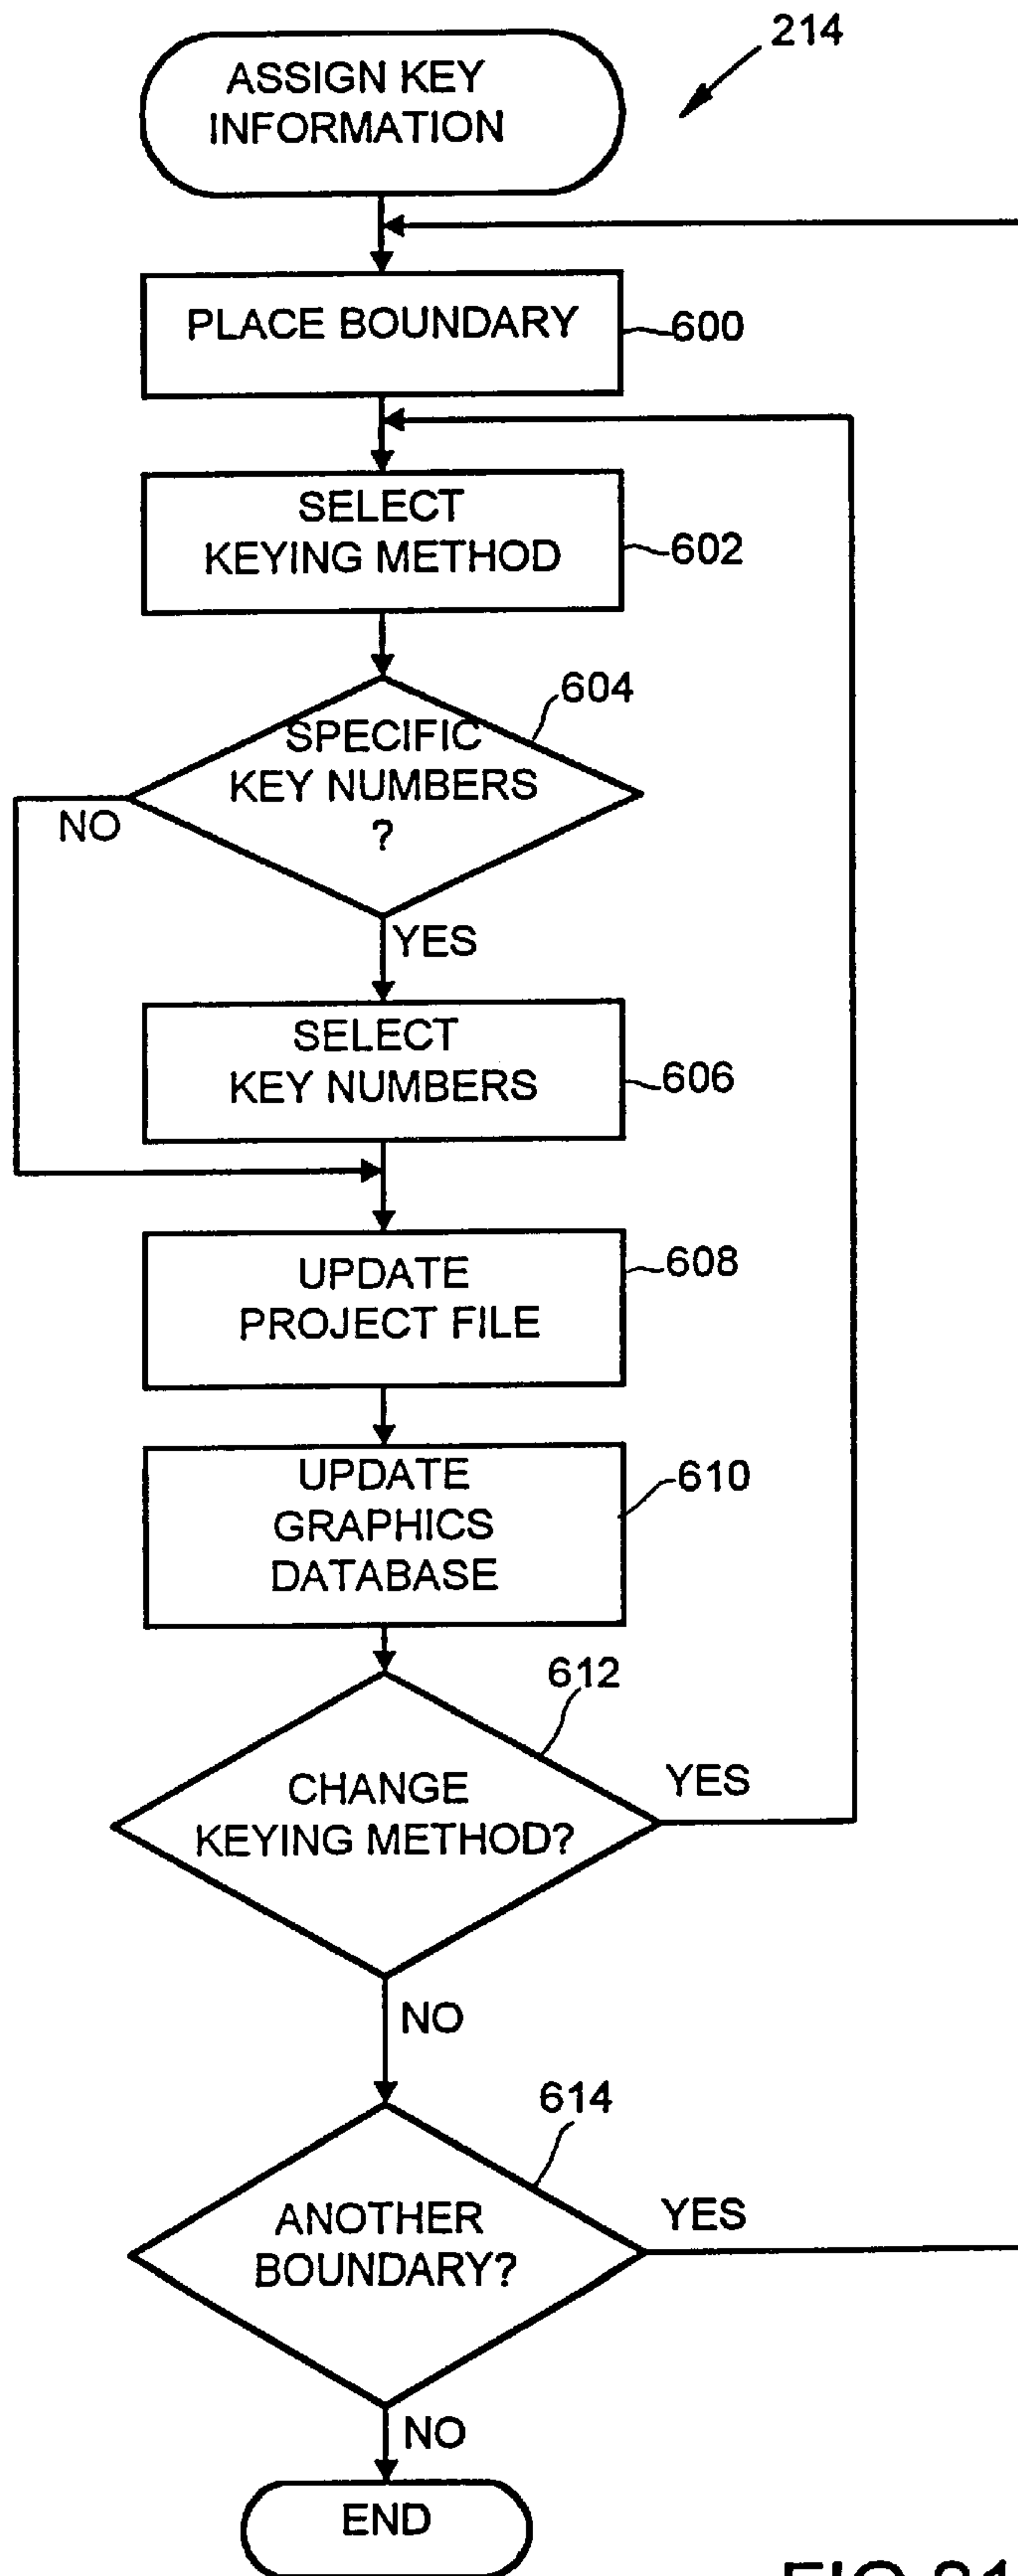 214
ASSIGN KEY
INFORMATION
PLACE BOUNDARY
600
SELECT
KEYING METHOD
602
604
SPECIFIC
KEY NUMBERS
?
NO
YES
SELECT
KEY NUMBERS
606
UPDATE
PROJECT FILE
608
UPDATE
GRAPHICS
DATABASE
610
612
CHANGE
KEYING METHOD?
YES
NO
614
ANOTHER
BOUNDARY?
YES
NO
END